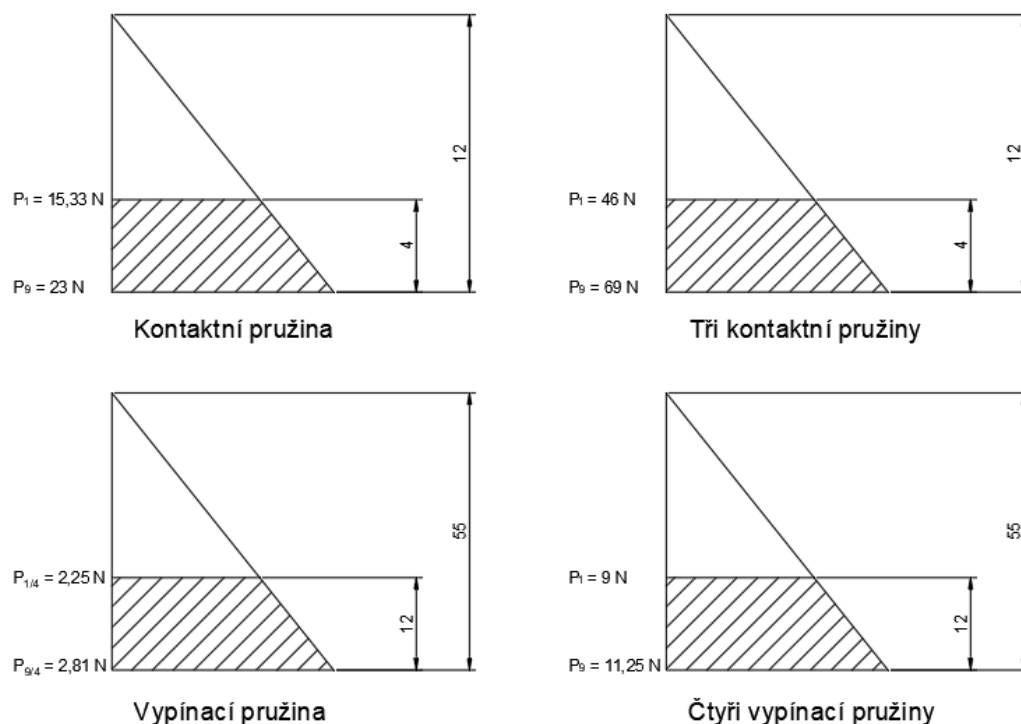 12
P₁ = 15,33 N
4
P₉ = 23 N
Kontaktní pružina
12
P₁ = 46 N
4
P₉ = 69 N
Tři kontaktní pružiny
55
P₁/₄ = 2,25 N
12
P₉/₄ = 2,81 N
Vypínací pružina
55
P₁ = 9 N
12
P₉ = 11,25 N
Čtyři vypínací pružiny